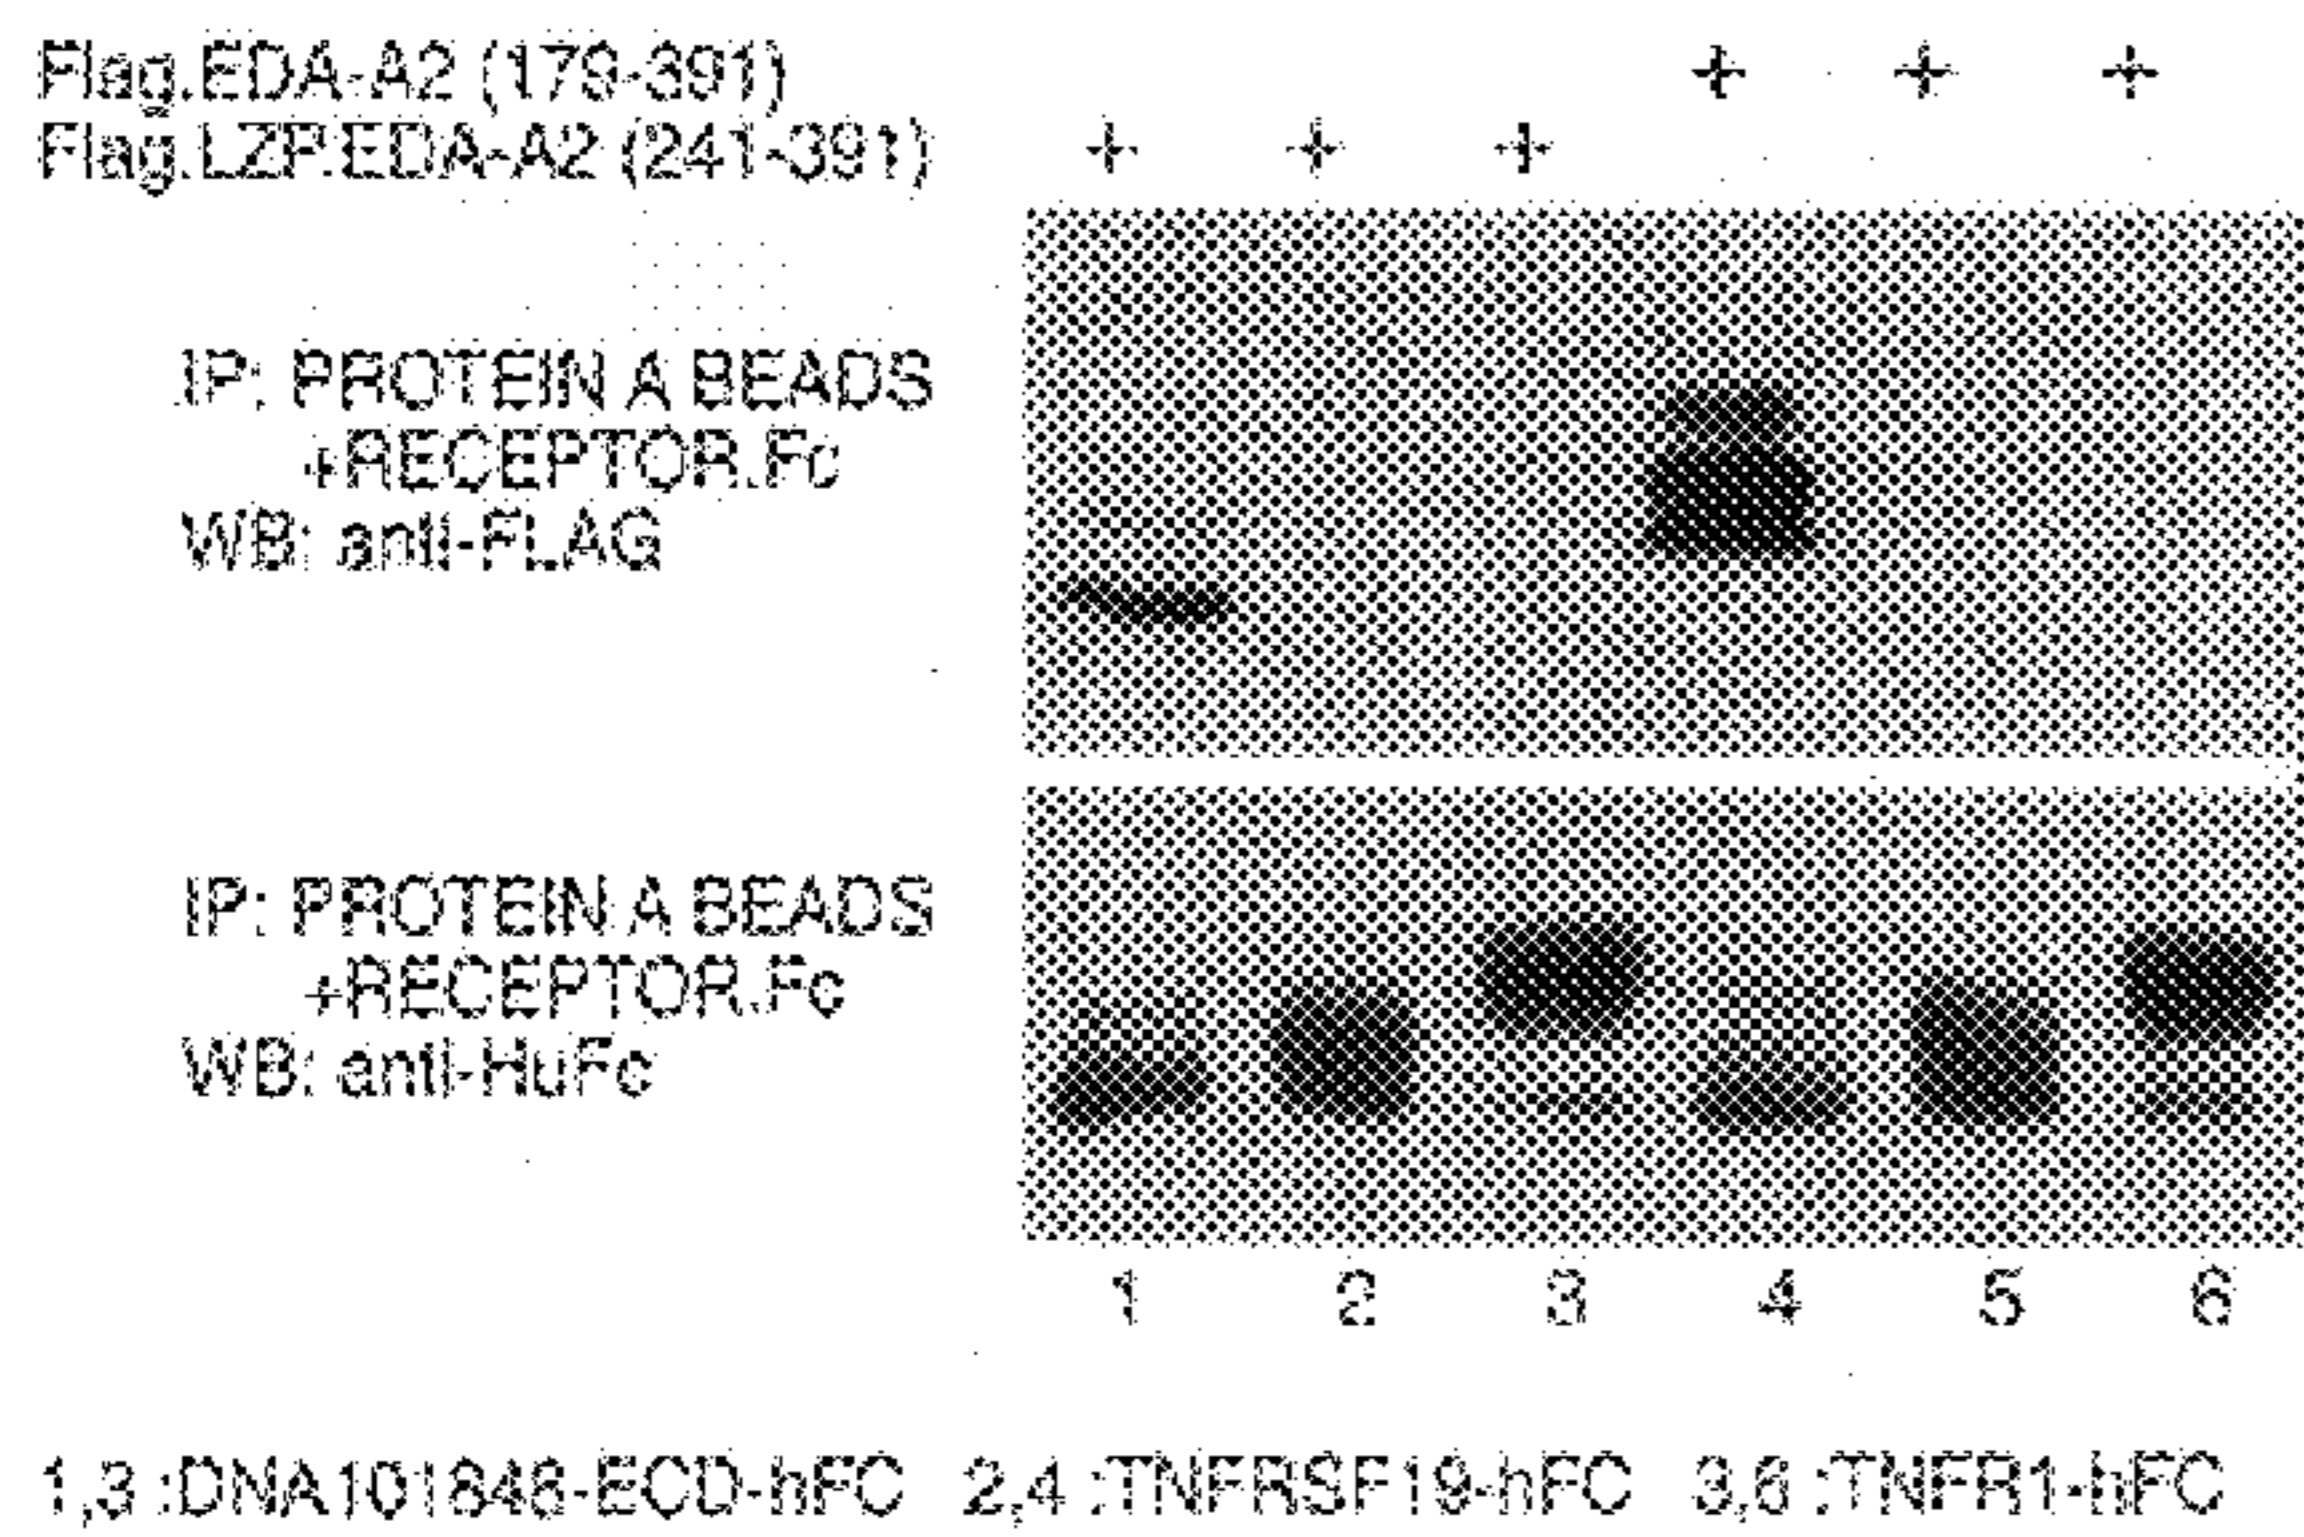 Flag.EDA-A2 (179-391) + + +
Flag.LZP.EDA-A2 (241-391) + + +
IP: PROTEIN A BEADS
+RECEPTOR.Fc
WB: anti-FLAG
IP: PROTEIN A BEADS
+RECEPTOR.Fc
WB: anti-HuFc
1 2 3 4 5 6
1,3 :DNA101848-ECD-hFC 2,4 :TNFRSF19-hFC 3,6 :TNFR1-hFC